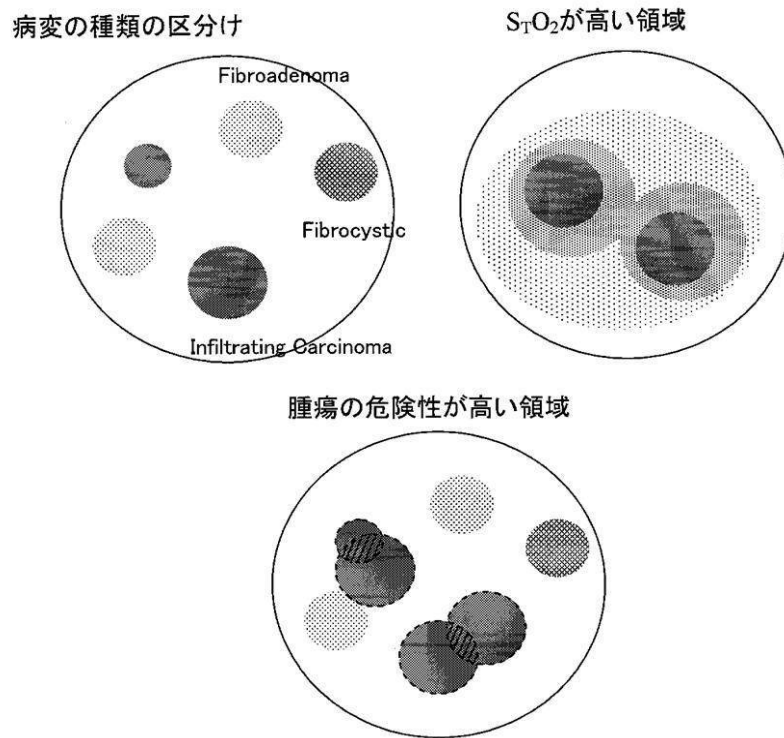 病変の種類の区分け
STO2が高い領域
Fibroadenoma
Fibrocystic
Infiltrating Carcinoma
腫瘍の危険性が高い領域